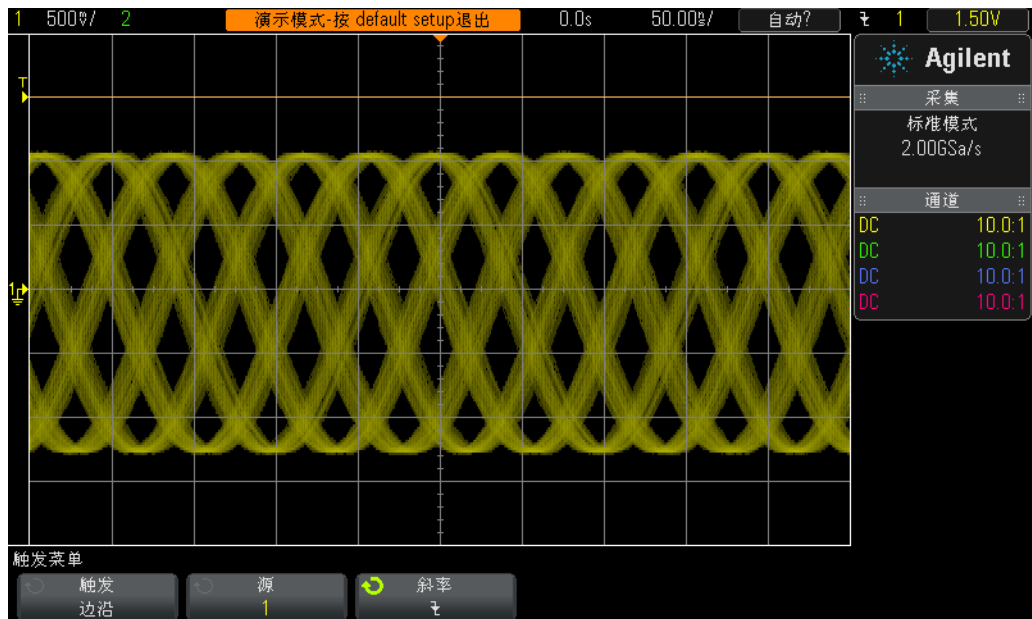 1 500mV/ 2 演示模式-按 default setup退出 0.0s 50.00ns/ 自动? 1 1.50V
Agilent
T
采集
标准模式
2.00GSa/s
通道
DC 10.0:1
DC 10.0:1
DC 10.0:1
DC 10.0:1
1
触发菜单
触发
边沿
源
1
斜率